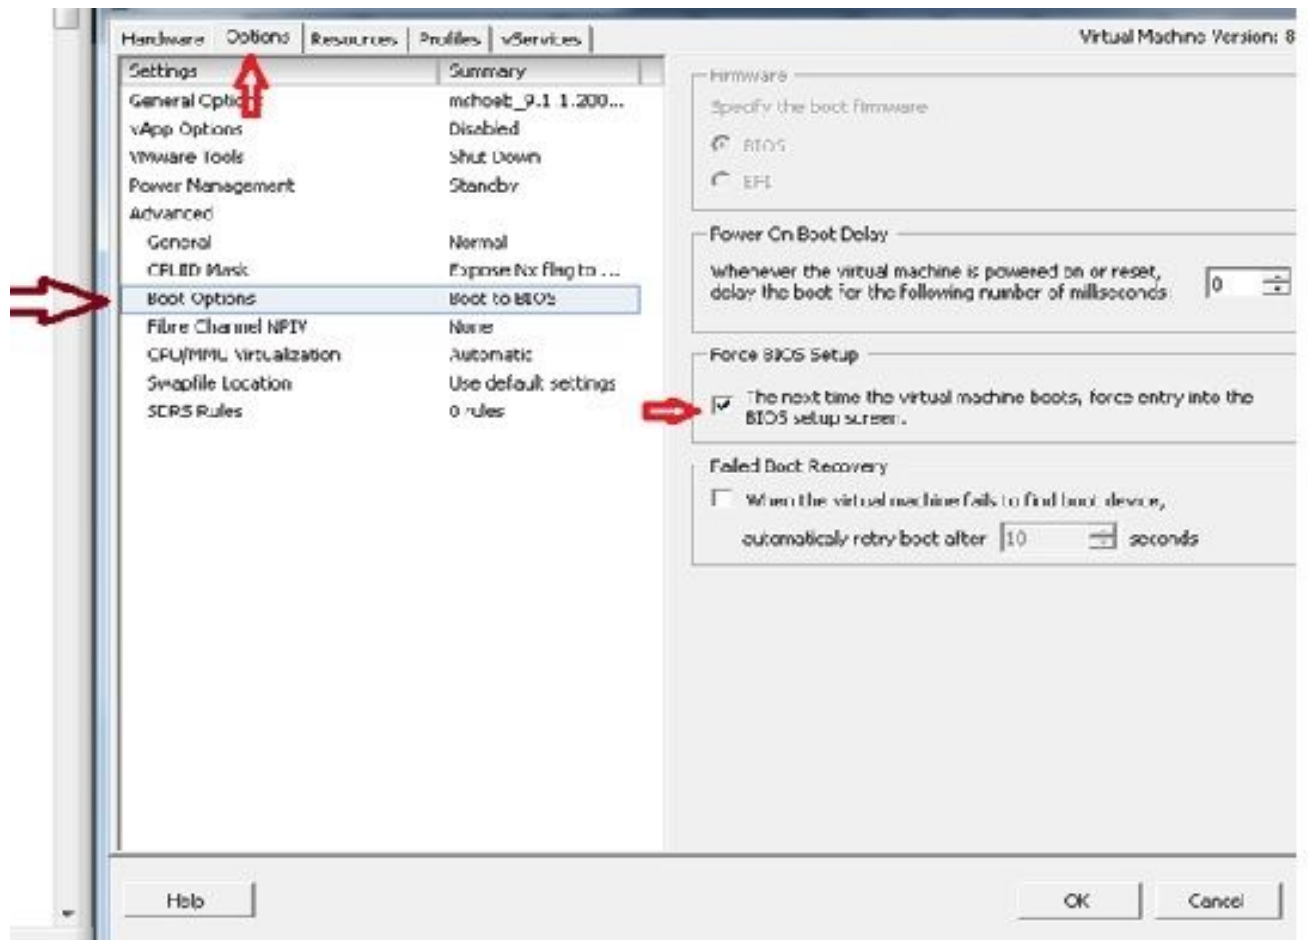 Hardware Options Resources Profiles vServices Virtual Machine Version: 8
Settings Summary
General Options mchoet_9.1 1.200...
vApp Options Disabled
VMware Tools Shut Down
Power Management Standby
Advanced
General Normal
CPUID Mask Expose Nx flag to ...
Boot Options Boot to BIOS
Fibre Channel NPIV None
CPU/MMU Virtualization Automatic
Swapfile Location Use default settings
SDRS Rules 0 rules
Firmware
Specify the boot firmware
BIOS
EFI
Power On Boot Delay
Whenever the virtual machine is powered on or reset,
delay the boot for the following number of milliseconds
0
Force BIOS Setup
The next time the virtual machine boots, force entry into the
BIOS setup screen.
Failed Boot Recovery
When the virtual machine fails to find boot device,
automaticaly retry boot after 10 seconds
Help OK Cancel